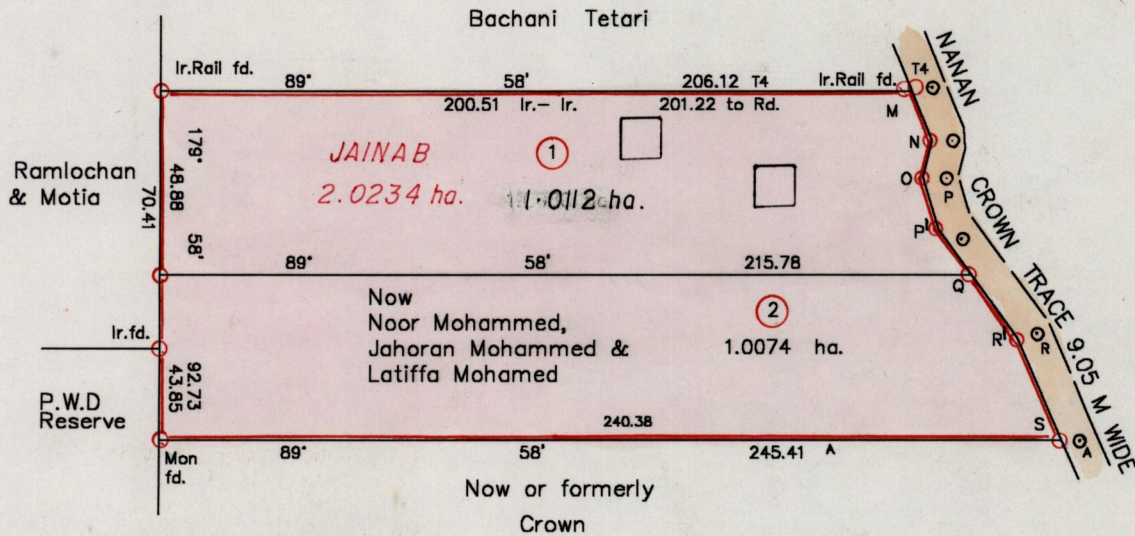 Bachani Tetari
Ir.Rail fd.
89° 58' 206.12 T4
Ir.Rail fd.
T4
M
200.51 Ir.– Ir. 201.22 to Rd.
NANAN CROWN TRACE 9.05 M WIDE
N
JAINAB
1
2.0234 ha.
1.0112 ha.
O
P
P'
Ramlochan
& Motia
179° 58'
48.88
70.41
89° 58' 215.78
Q
Now
Noor Mohammed,
Jahoran Mohammed &
Latiffa Mohamed
2
1.0074 ha.
R'
R
Ir.fd.
92.73
43.85
P.W.D
Reserve
240.38
S
Mon
fd.
89° 58' 245.41 A
A
Now or formerly
Crown